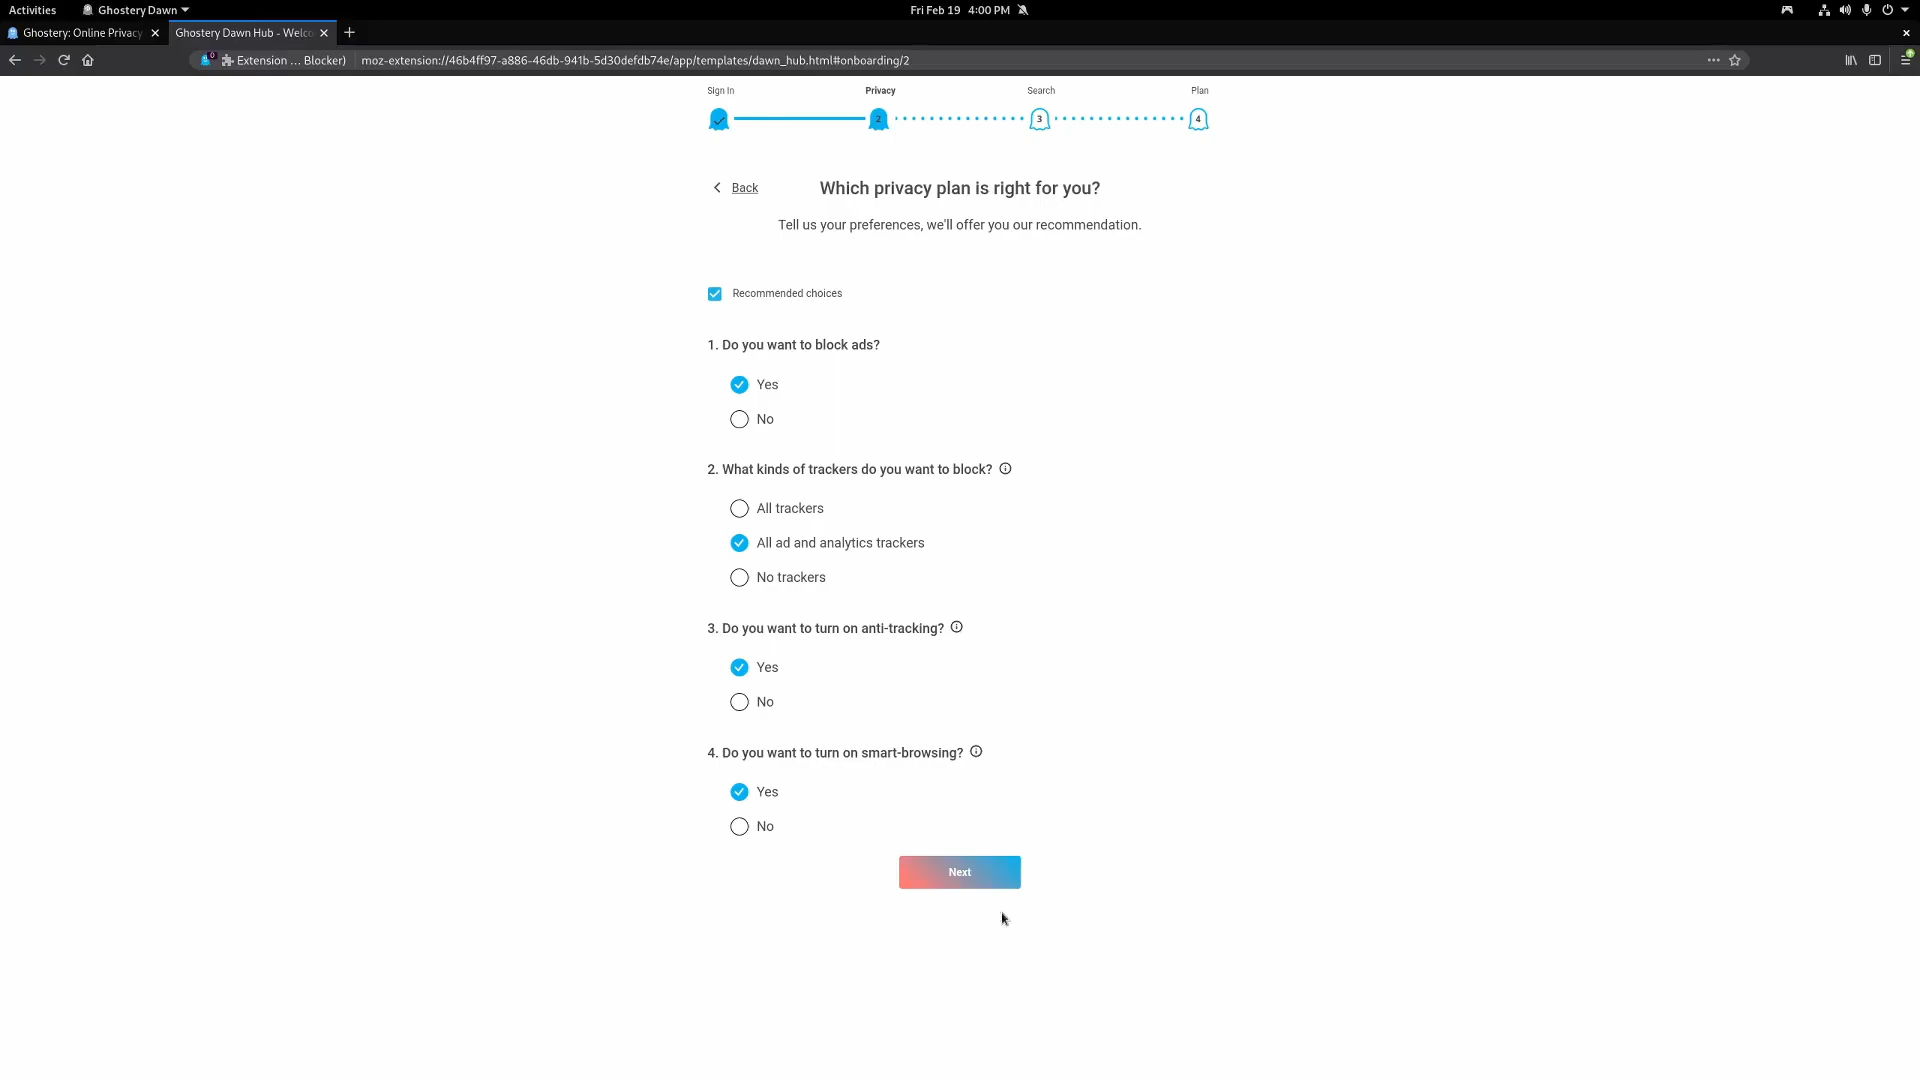 Activities Ghostery Dawn Fri Feb 19 4:00 PM
Ghostery: Online Privacy Ghostery Dawn Hub - Welco
0 Extension ... Blocker) moz-extension://46b4ff97-a886-46db-941b-5d30defdb74e/app/templates/dawn_hub.html#onboarding/2
Sign In Privacy Search Plan
2 3 4
Back Which privacy plan is right for you?
Tell us your preferences, we'll offer you our recommendation.
Recommended choices
1. Do you want to block ads?
Yes
No
2. What kinds of trackers do you want to block?
All trackers
All ad and analytics trackers
No trackers
3. Do you want to turn on anti-tracking?
Yes
No
4. Do you want to turn on smart-browsing?
Yes
No
Next